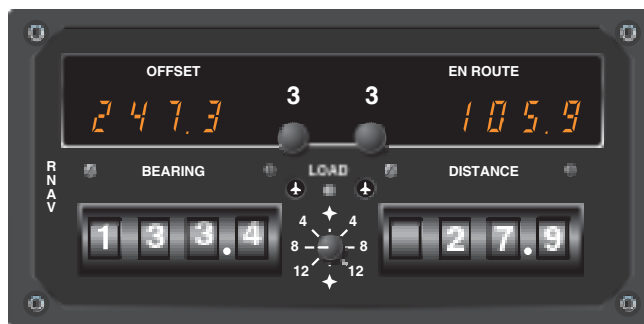 OFFSET EN ROUTE
3 3
247.3 105.9
RNAV
BEARING LOAD DISTANCE
133.4 27.9
4 4
8 8
12 12